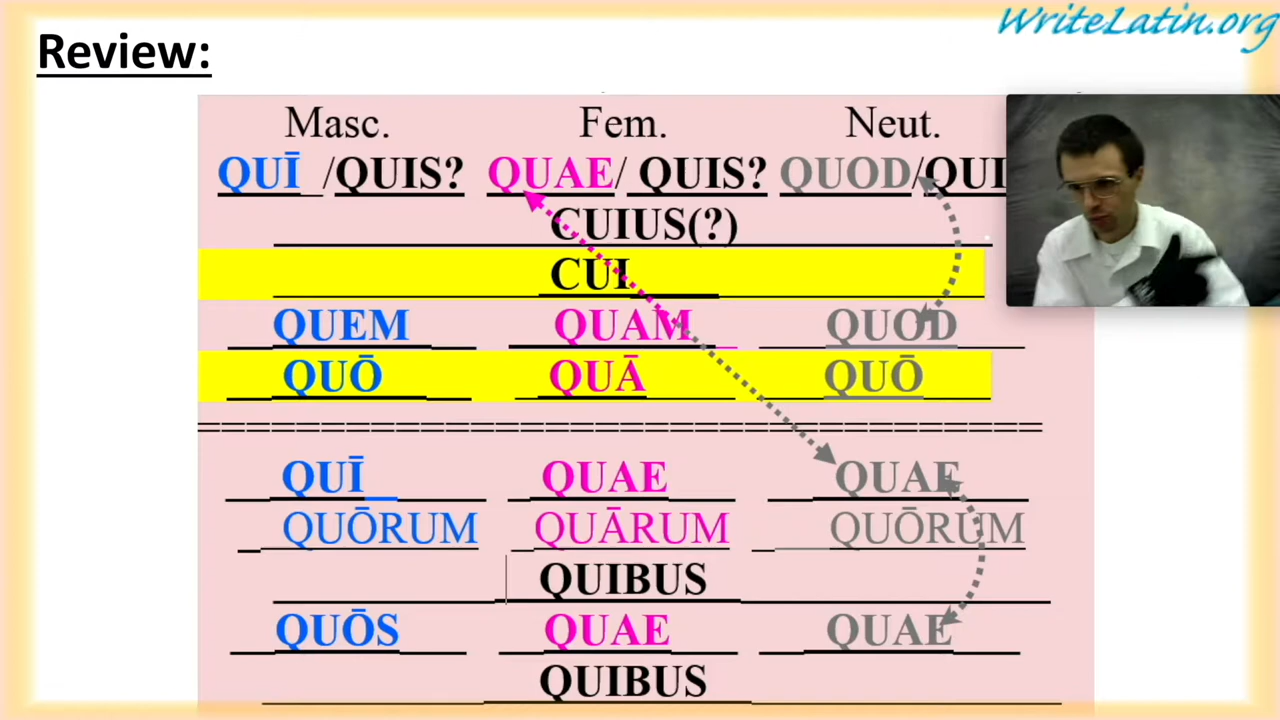 WriteLatin.org
Review:
Masc. Fem. Neut.
QUĪ /QUIS? QUAE/ QUIS? QUOD/QUI
CUIUS(?)
CUI
QUEM QUAM QUOD
QUŌ QUĀ QUŌ
QUĪ QUAE QUAE
QUŌRUM QUĀRUM QUŌRUM
QUIBUS
QUŌS QUAE QUAE
QUIBUS